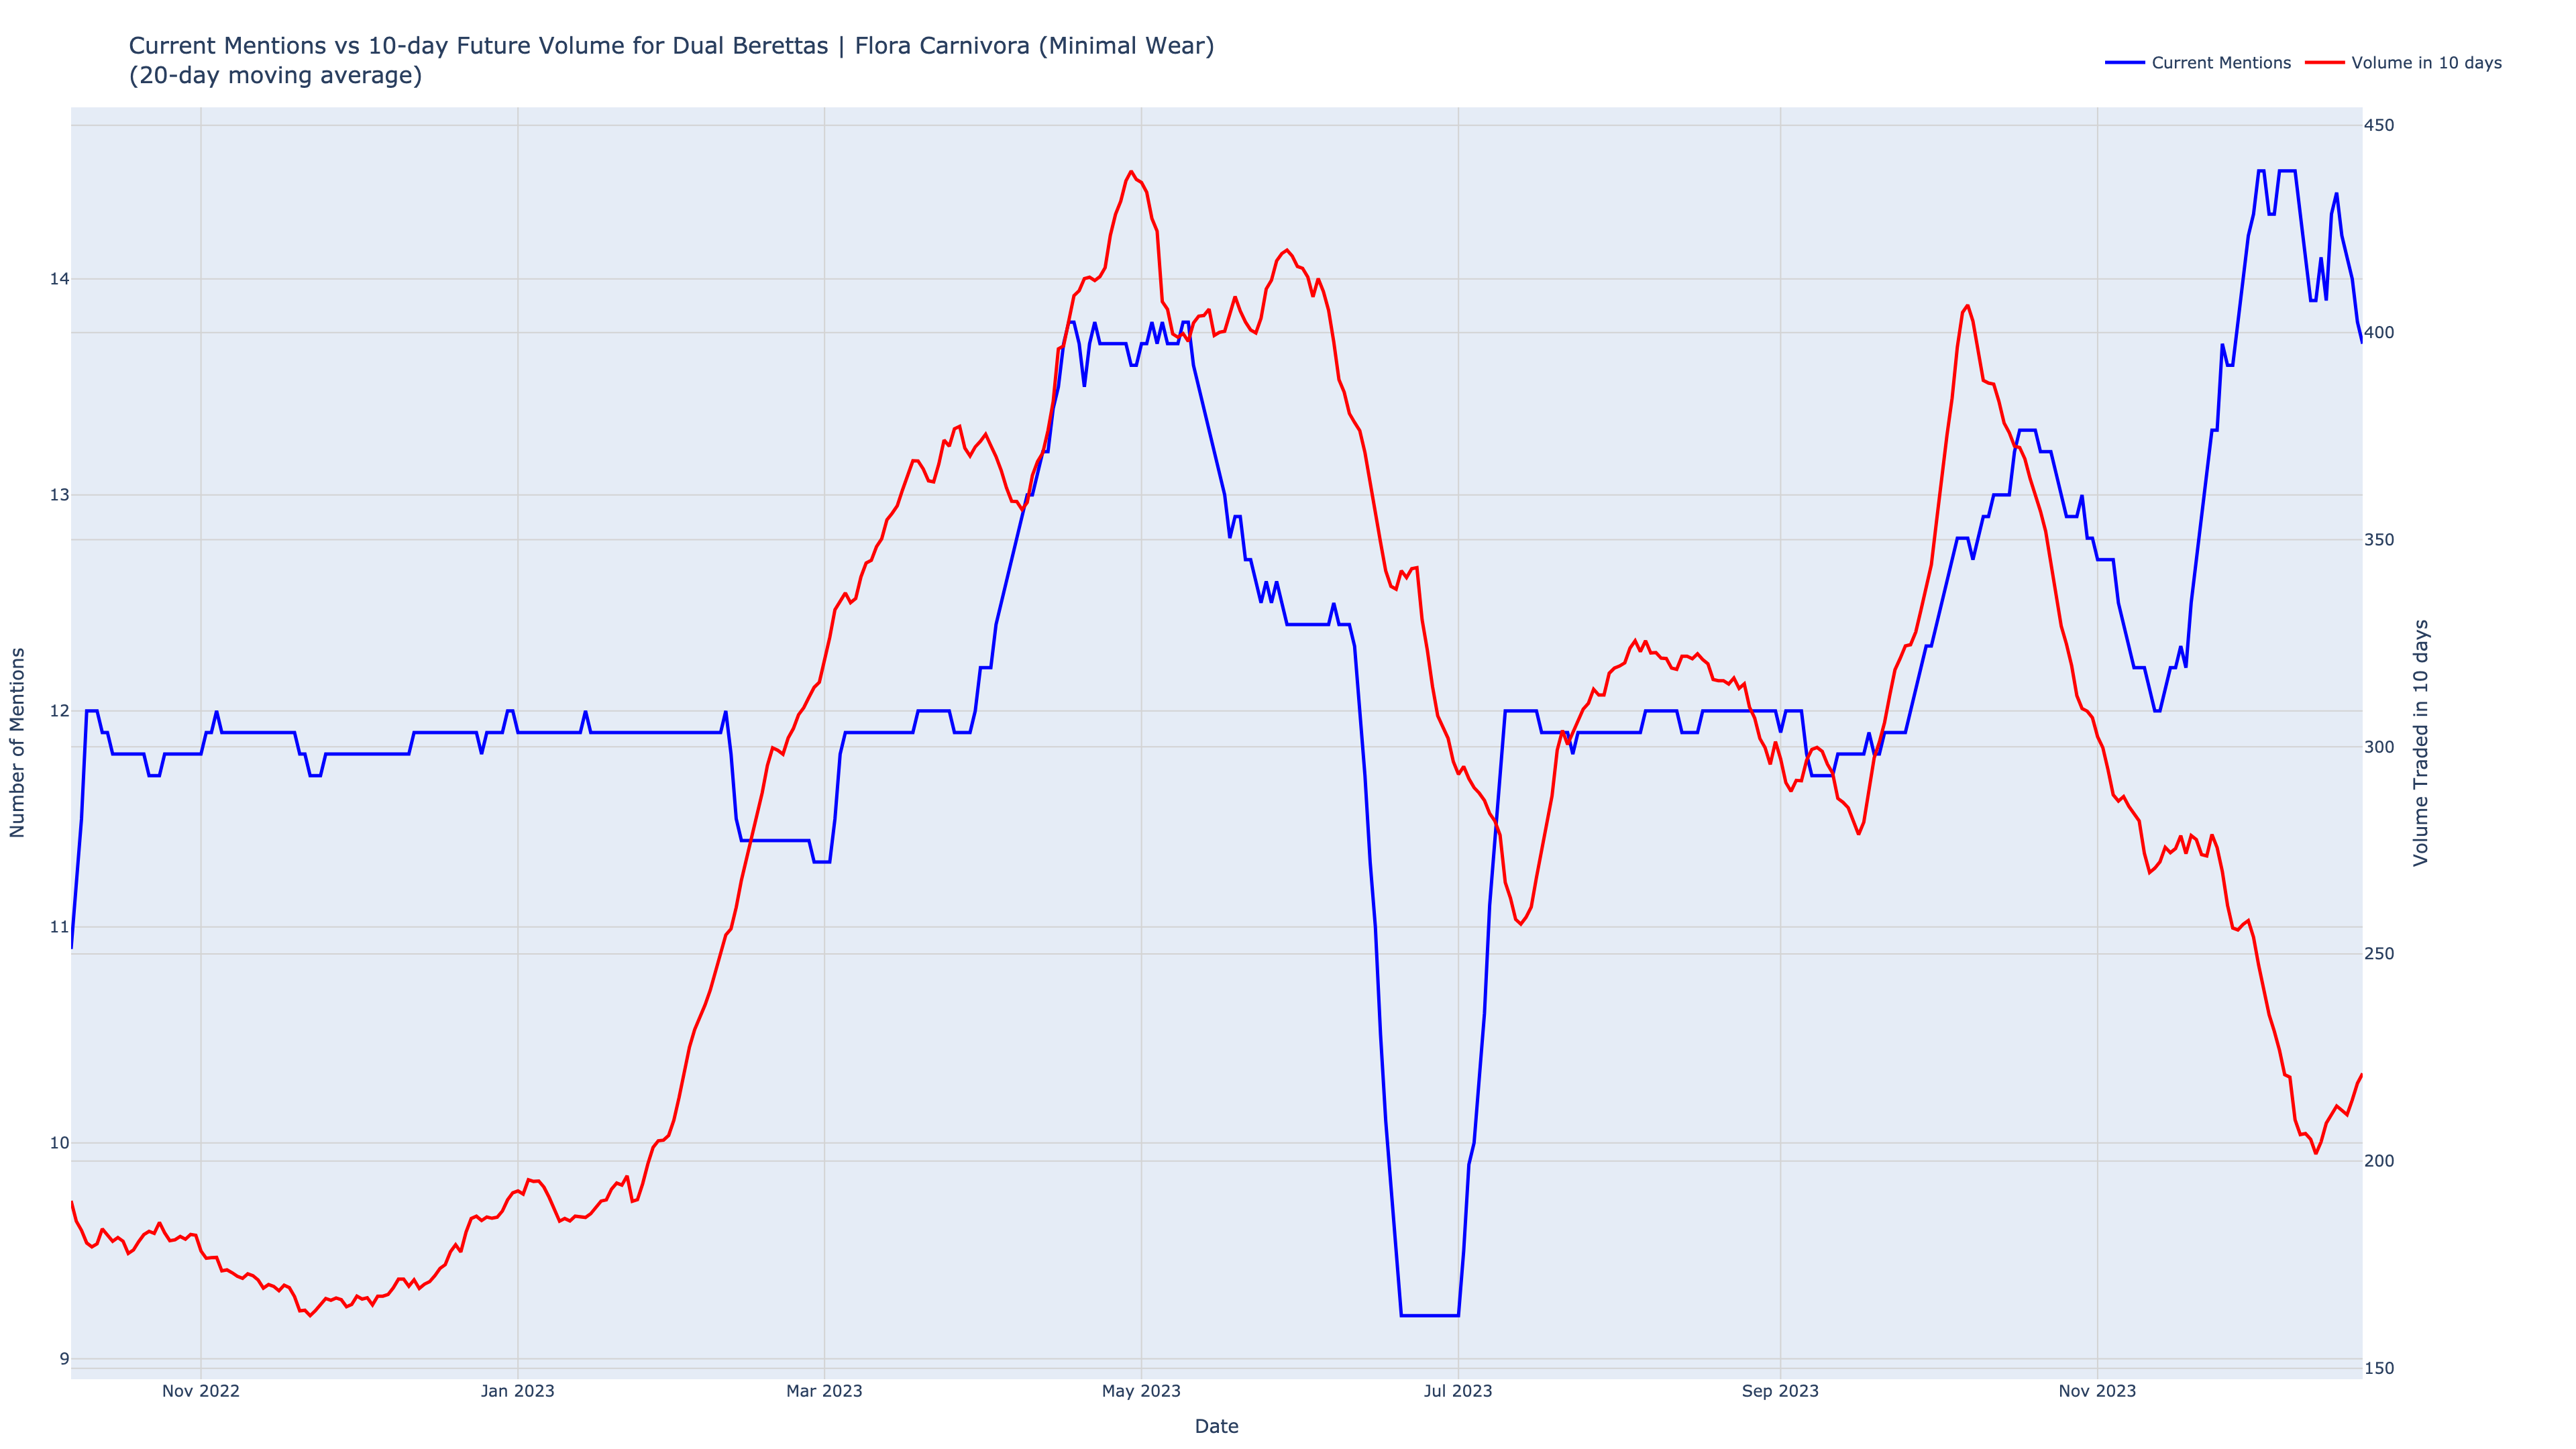 Current Mentions vs 10-day Future Volume for Dual Berettas | Flora Carnivora (Minimal Wear)
(20-day moving average)
Current Mentions
Volume in 10 days
Number of Mentions
14
13
12
11
10
9
450
400
350
300
250
200
150
Volume Traded in 10 days
Nov 2022
Jan 2023
Mar 2023
May 2023
Jul 2023
Sep 2023
Nov 2023
Date